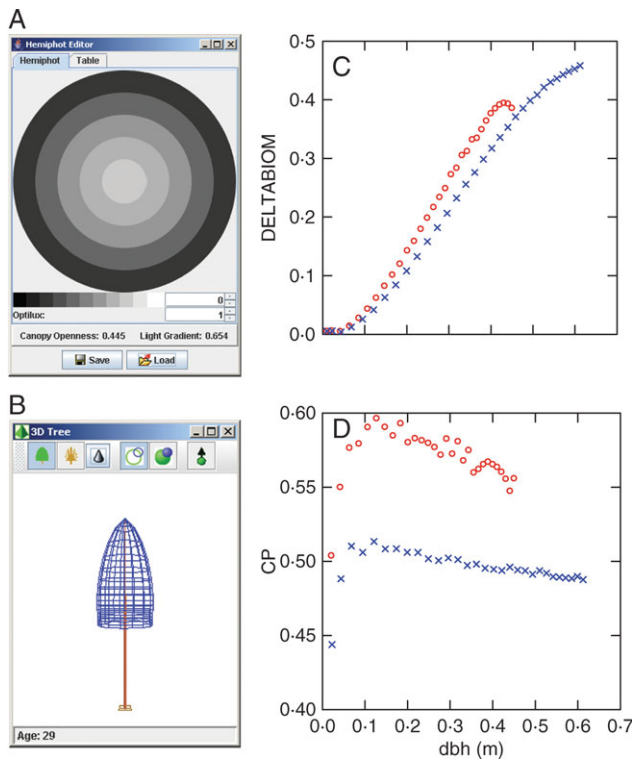 A
Hemiphot Editor
Hemiphot Table
0
Optilux: 1
Canopy Openness: 0.445 Light Gradient: 0.654
Save Load
B
3D Tree
Age: 29
C
0·5
0·4
0·3
0·2
0·1
0·0
DELTABIOM
D
0·60
0·55
0·50
0·45
0·40
CP
0·0 0·1 0·2 0·3 0·4 0·5 0·6 0·7
dbh (m)